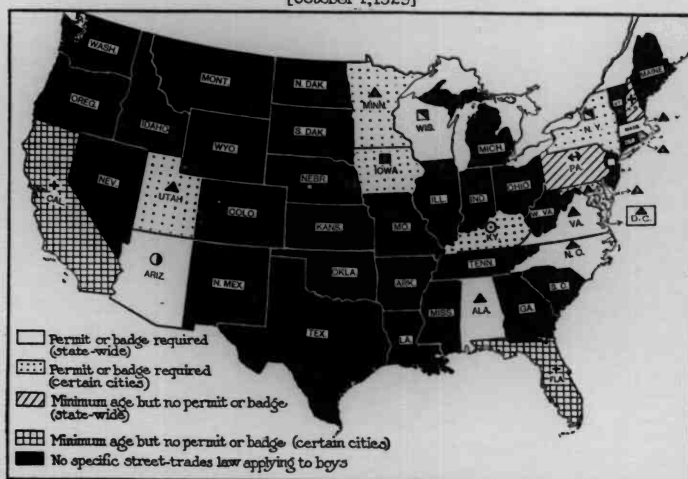 [October
WASH.
MONT.
N. DAK.
MINN.
MAINE
OREG.
IDAHO
S. DAK.
WIS.
MICH.
N.Y.
WYO.
IOWA
PA.
NEBR.
NEV.
UTAH
COLO.
ILL.
IND.
OHIO
W. VA.
CAL.
KANS.
MO.
KY.
VA.
D.C.
ARIZ.
N. MEX.
OKLA.
ARK.
TENN.
N. C.
S. C.
TEX.
LA.
MISS.
ALA.
GA.
FLA.
Permit or badge required
(state-wide)
Permit or badge required
(certain cities)
Minimum age but no permit or badge
(state-wide)
Minimum age but no permit or badge (certain cities)
No specific street-trades law applying to boys